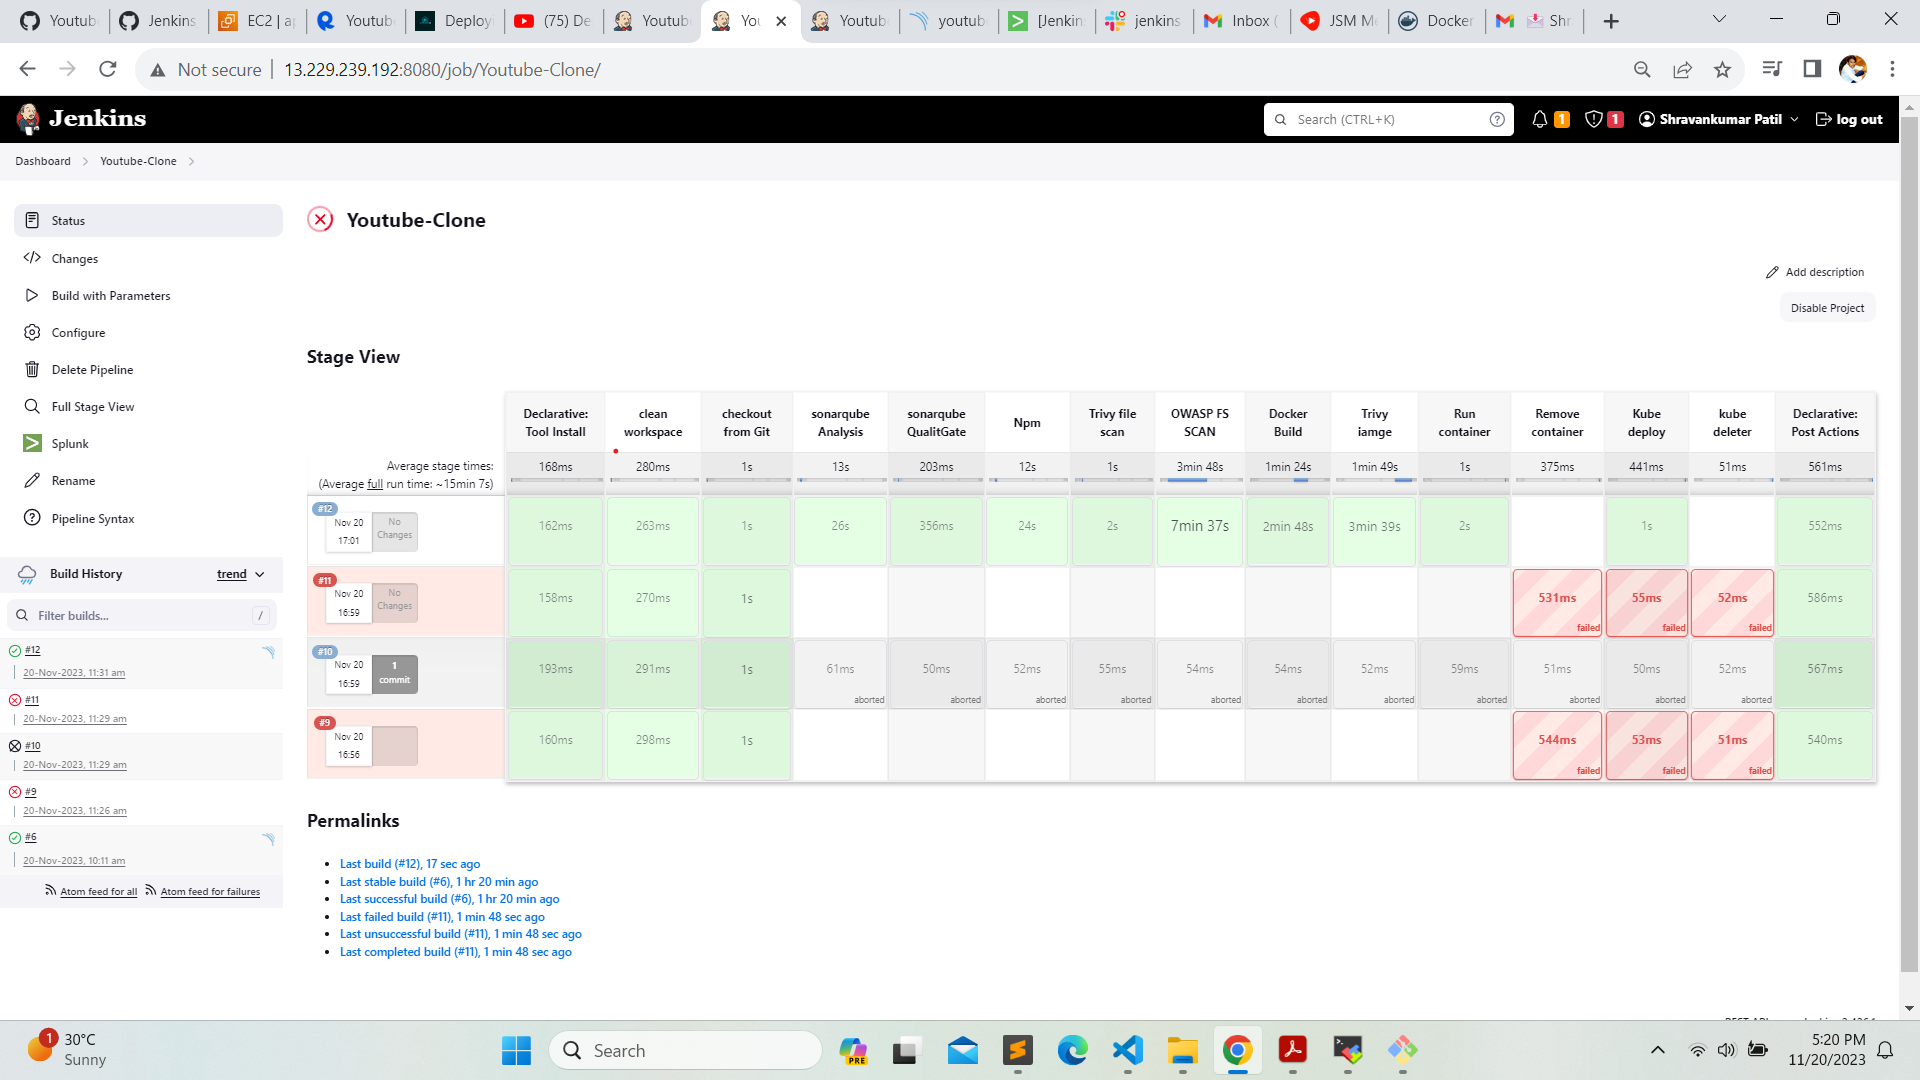 Youtub
Jenkins
EC2 | ap
Youtub
Deploy
(75) De
Youtub
You
Youtub
youtub
[Jenkin
jenkins
Inbox (
JSM M
Docker
Shr
Not secure
13.229.239.192:8080/job/Youtube-Clone/
Jenkins
Search (CTRL+K)
?
1
1
Shravankumar Patil
log out
Dashboard
Youtube-Clone
Status
Changes
Build with Parameters
Configure
Delete Pipeline
Full Stage View
Splunk
Rename
Pipeline Syntax
Build History
trend
Filter builds...
/
#12
20-Nov-2023, 11:31 am
#11
20-Nov-2023, 11:29 am
#10
20-Nov-2023, 11:29 am
#9
20-Nov-2023, 11:26 am
#6
20-Nov-2023, 10:11 am
Atom feed for all
Atom feed for failures
Youtube-Clone
Add description
Disable Project
Stage View
Declarative: Tool Install
clean workspace
checkout from Git
sonarqube Analysis
sonarqube QualitGate
Npm
Trivy file scan
OWASP FS SCAN
Docker Build
Trivy iamge
Run container
Remove container
Kube deploy
kube deleter
Declarative: Post Actions
Average stage times:
(Average full run time: ~15min 7s)
168ms 280ms 1s 13s 203ms 12s 1s 3min 48s 1min 24s 1min 49s 1s 375ms 441ms 51ms 561ms
#12
Nov 20
17:01
No Changes
162ms 263ms 1s 26s 356ms 24s 2s 7min 37s 2min 48s 3min 39s 2s 1s 552ms
#11
Nov 20
16:59
No Changes
158ms 270ms 1s 531ms 55ms 52ms 586ms
failed failed failed
#10
Nov 20
16:59
1 commit
193ms 291ms 1s 61ms 50ms 52ms 55ms 54ms 54ms 52ms 59ms 51ms 50ms 52ms 567ms
aborted aborted aborted aborted aborted aborted aborted aborted aborted aborted aborted
#9
Nov 20
16:56
160ms 298ms 1s 544ms 53ms 51ms 540ms
failed failed failed
Permalinks
Last build (#12), 17 sec ago
Last stable build (#6), 1 hr 20 min ago
Last successful build (#6), 1 hr 20 min ago
Last failed build (#11), 1 min 48 sec ago
Last unsuccessful build (#11), 1 min 48 sec ago
Last completed build (#11), 1 min 48 sec ago
1
30°C
Sunny
Search
PRE
5:20 PM
11/20/2023